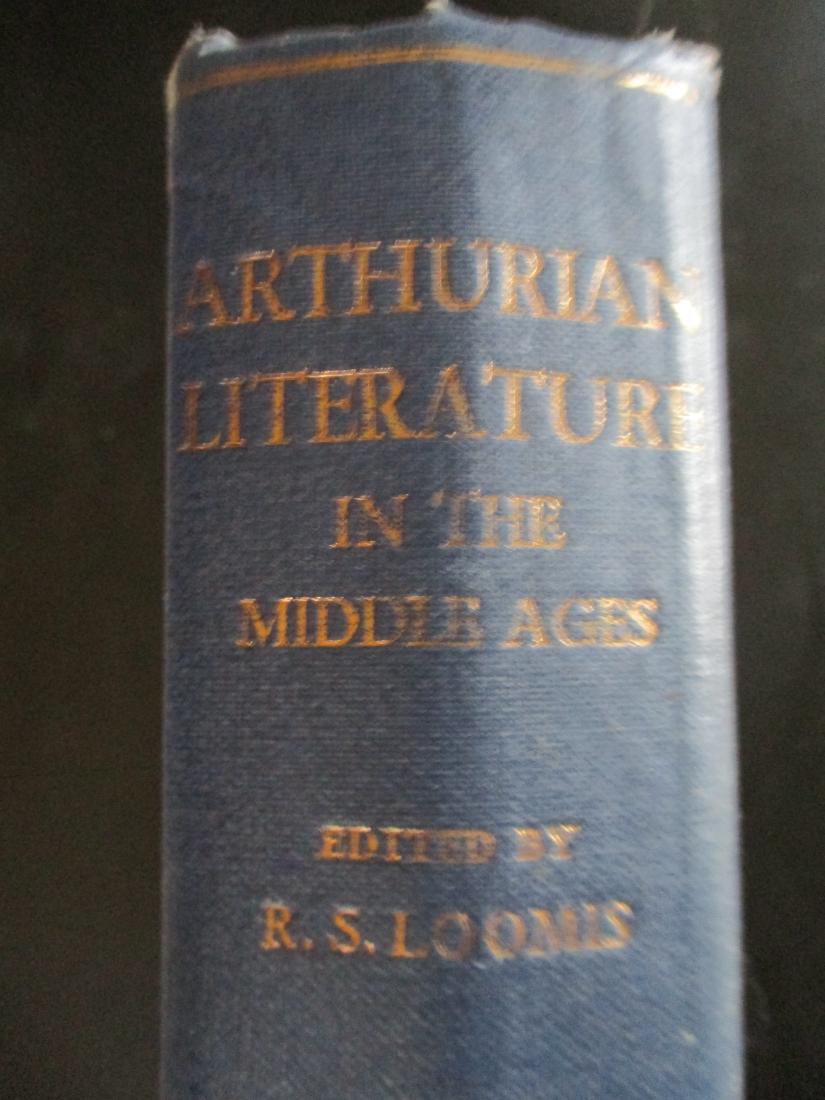 ARTHURIAN
LITERATURE
IN THE
MIDDLE AGES
EDITED BY
R. S. LOOMIS